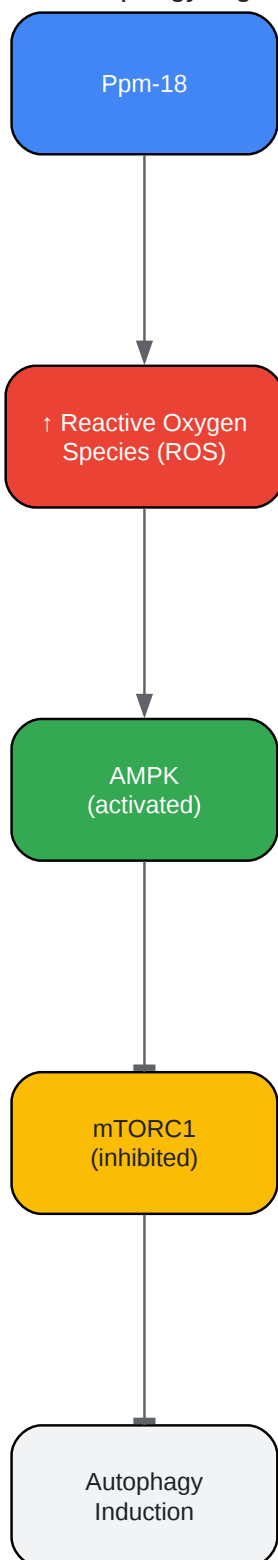 Ppm-18
↑ Reactive Oxygen
Species (ROS)
AMPK
(activated)
mTORC1
(inhibited)
Autophagy
Induction